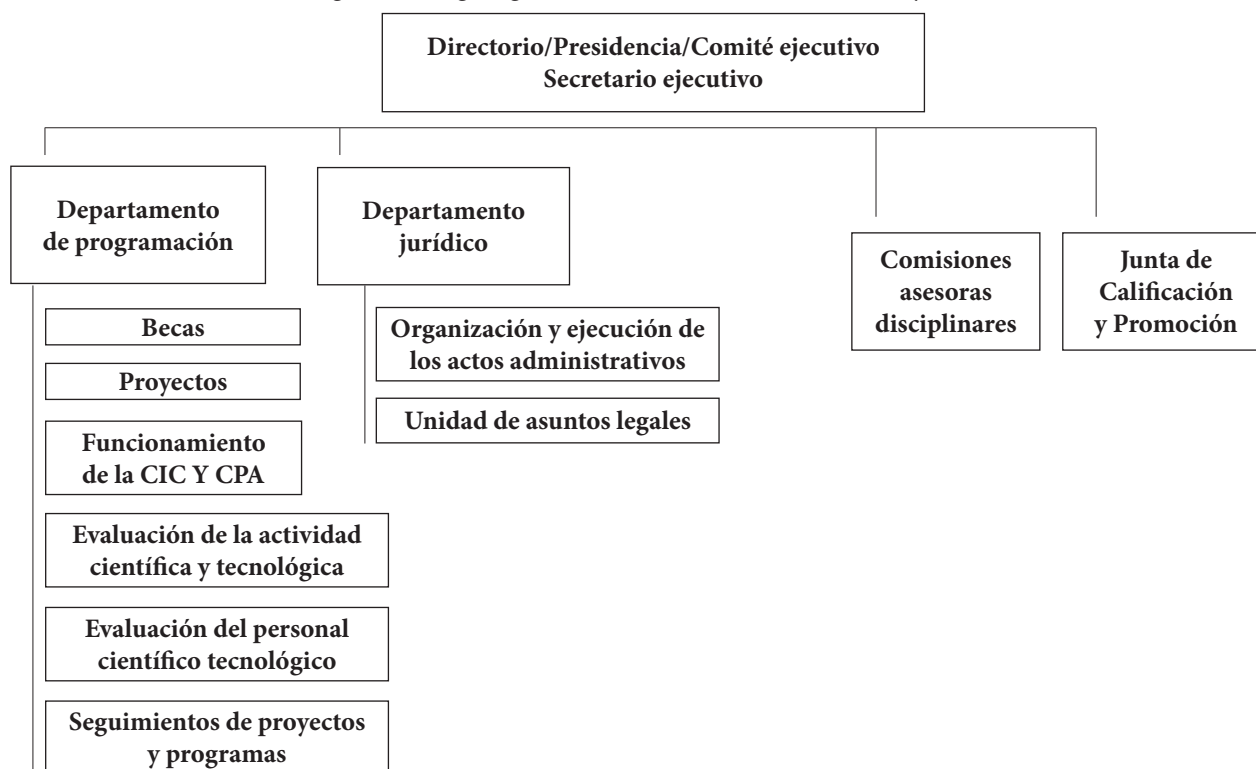 Directorio/Presidencia/Comité ejecutivo
Secretario ejecutivo
Departamento
de programación
Departamento
jurídico
Comisiones
asesoras
disciplinares
Junta de
Calificación
y Promoción
Becas
Proyectos
Funcionamiento
de la CIC Y CPA
Evaluación de la actividad
científica y tecnológica
Evaluación del personal
científico tecnológico
Seguimientos de proyectos
y programas
Organización y ejecución de
los actos administrativos
Unidad de asuntos legales